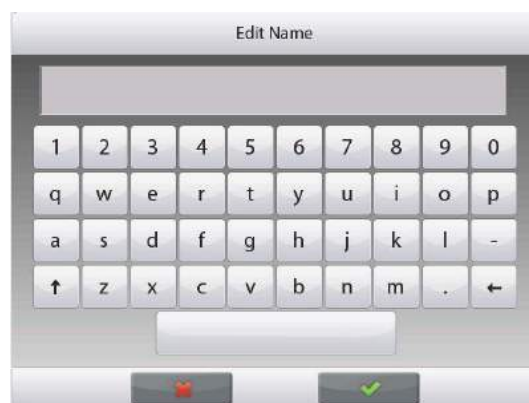 Edit Name
1 2 3 4 5 6 7 8 9 0
q w e r t y u i o p
a s d f g h j k l -
↑ z x c v b n m . ←